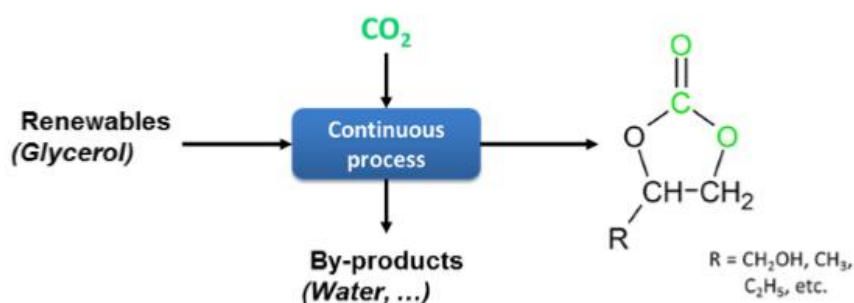 CO₂
Renewables
(Glycerol)
Continuous
process
By-products
(Water, ...)
O
C
O
O
CH-CH₂
R
R = CH₂OH, CH₃,
C₂H₅, etc.